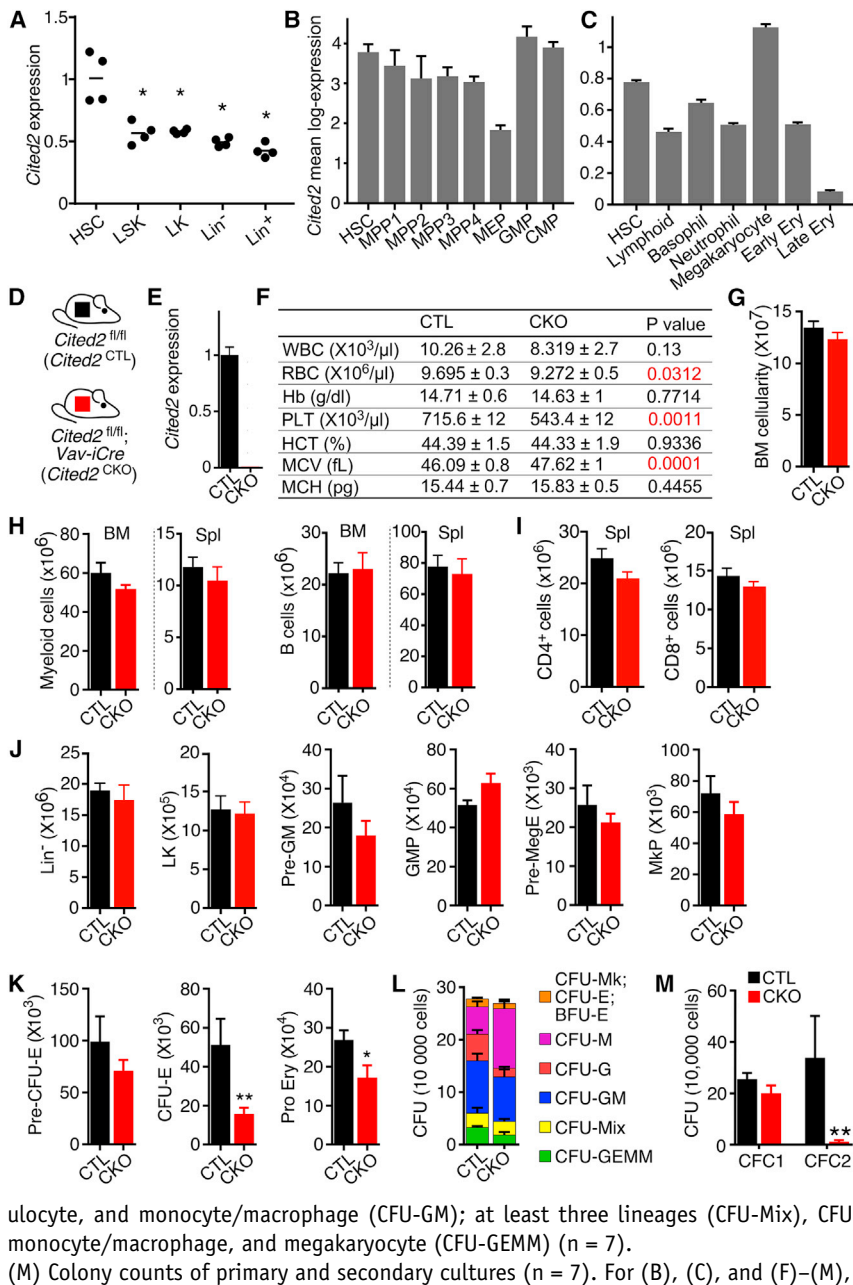 A
Cited2 expression
1.5
1
0.5
0
*
*
*
*
HSC
LSK
LK
Lin-
Lin+
B
Cited2 mean log-expression
4
3
2
1
0
HSC
MPP1
MPP2
MPP3
MPP4
MEP
GMP
CMP
C
1.2
1
0.8
0.6
0.4
0.2
0
HSC
Lymphoid
Basophil
Neutrophil
Megakaryocyte
Early Ery
Late Ery
D
Cited2 fl/fl
(Cited2 CTL)
Cited2 fl/fl;
Vav-iCre
(Cited2 CKO)
E
Cited2 expression
1
0.5
0
CTL
CKO
F
CTL CKO P value
WBC (X10³/µl) 10.26 ± 2.8 8.319 ± 2.7 0.13
RBC (X10⁶/µl) 9.695 ± 0.3 9.272 ± 0.5 0.0312
Hb (g/dl) 14.71 ± 0.6 14.63 ± 1 0.7714
PLT (X10³/µl) 715.6 ± 12 543.4 ± 12 0.0011
HCT (%) 44.39 ± 1.5 44.33 ± 1.9 0.9336
MCV (fL) 46.09 ± 0.8 47.62 ± 1 0.0001
MCH (pg) 15.44 ± 0.7 15.83 ± 0.5 0.4455
G
BM cellularity (X10⁷)
15
10
5
0
CTL
CKO
H
BM
Myeloid cells (x10⁶)
80
60
40
20
0
CTL
CKO
Spl
15
10
5
0
CTL
CKO
BM
B cells (x10⁶)
30
20
10
0
CTL
CKO
Spl
100
80
60
40
20
0
CTL
CKO
I
Spl
CD4+ cells (x10⁶)
30
20
10
0
CTL
CKO
Spl
CD8+ cells (x10⁶)
20
15
10
5
0
CTL
CKO
J
Lin- (X10⁶)
25
20
15
10
5
0
CTL
CKO
LK (X10⁵)
20
15
10
5
0
CTL
CKO
Pre-GM (X10⁴)
40
30
20
10
0
CTL
CKO
GMP (X10⁴)
80
60
40
20
0
CTL
CKO
Pre-MegE (X10³)
40
30
20
10
0
CTL
CKO
MkP (X10³)
100
80
60
40
20
0
CTL
CKO
K
Pre-CFU-E (X10³)
150
100
50
0
CTL
CKO
CFU-E (X10³)
80
60
40
20
0
**
CTL
CKO
Pro Ery (X10⁴)
40
30
20
10
0
*
CTL
CKO
L
CFU (10 000 cells)
30
20
10
0
CTL
CKO
CFU-Mk;
CFU-E;
BFU-E
CFU-M
CFU-G
CFU-GM
CFU-Mix
CFU-GEMM
M
CTL
CKO
CFU (10,000 cells)
60
40
20
0
**
CFC1
CFC2
ulocyte, and monocyte/macrophage (CFU-GM); at least three lineages (CFU-Mix), CFU
monocyte/macrophage, and megakaryocyte (CFU-GEMM) (n = 7).
(M) Colony counts of primary and secondary cultures (n = 7). For (B), (C), and (F)–(M),